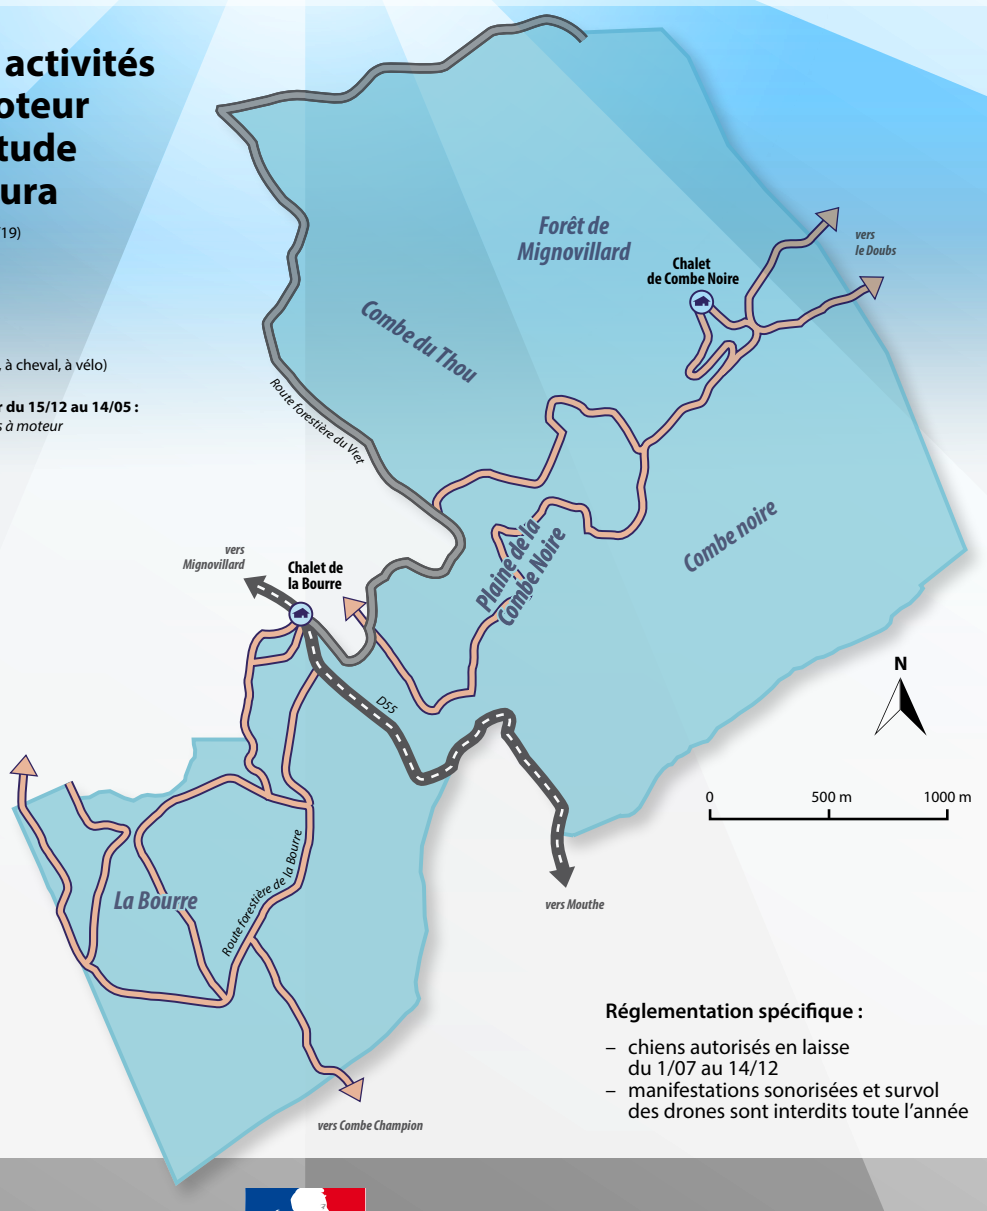 activités
oteur
tude
ura
19)
, à cheval, à vélo)
r du 15/12 au 14/05 :
s à moteur
Forêt de
Mignovillard
vers
le Doubs
Chalet
de Combe Noire
Combe du Thou
Route forestière du Vret
Combe noire
Plaine de la
Combe Noire
vers
Mignovillard
Chalet de
la Bourre
D55
N
0 500 m 1000 m
La Bourre
Route forestière de la Bourre
vers Mouthe
vers Combe Champion
Réglementation spécifique :
– chiens autorisés en laisse
du 1/07 au 14/12
– manifestations sonorisées et survol
des drones sont interdits toute l'année